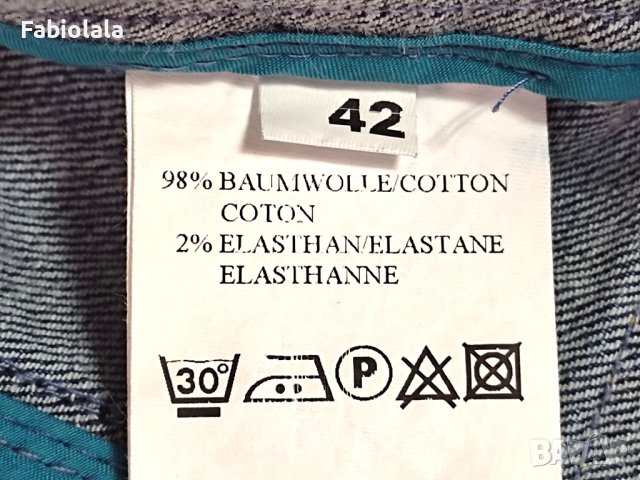 Fabiolala
42
98% BAUMWOLLE/COTTON
COTON
2% ELASTHAN/ELASTANE
ELASTHANNE
30°
P